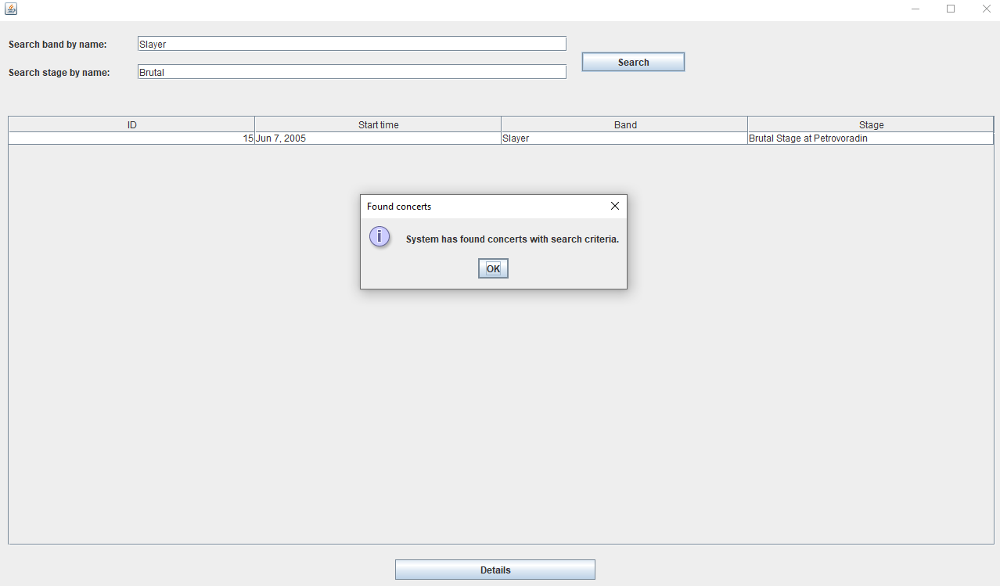 Search band by name:
Slayer
Search
Search stage by name:
Brutal
ID
Start time
Band
Stage
15
Jun 7, 2005
Slayer
Brutal Stage at Petrovoradin
Found concerts
System has found concerts with search criteria.
OK
Details